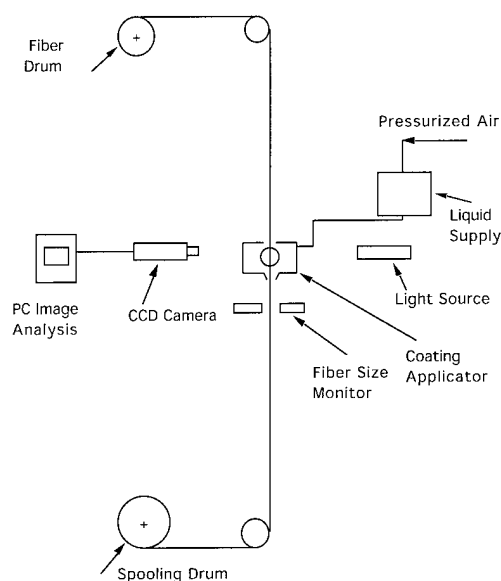 Fiber
Drum
Pressurized Air
Liquid
Supply
Light Source
PC Image
Analysis
CCD Camera
Coating
Applicator
Fiber Size
Monitor
Spooling Drum